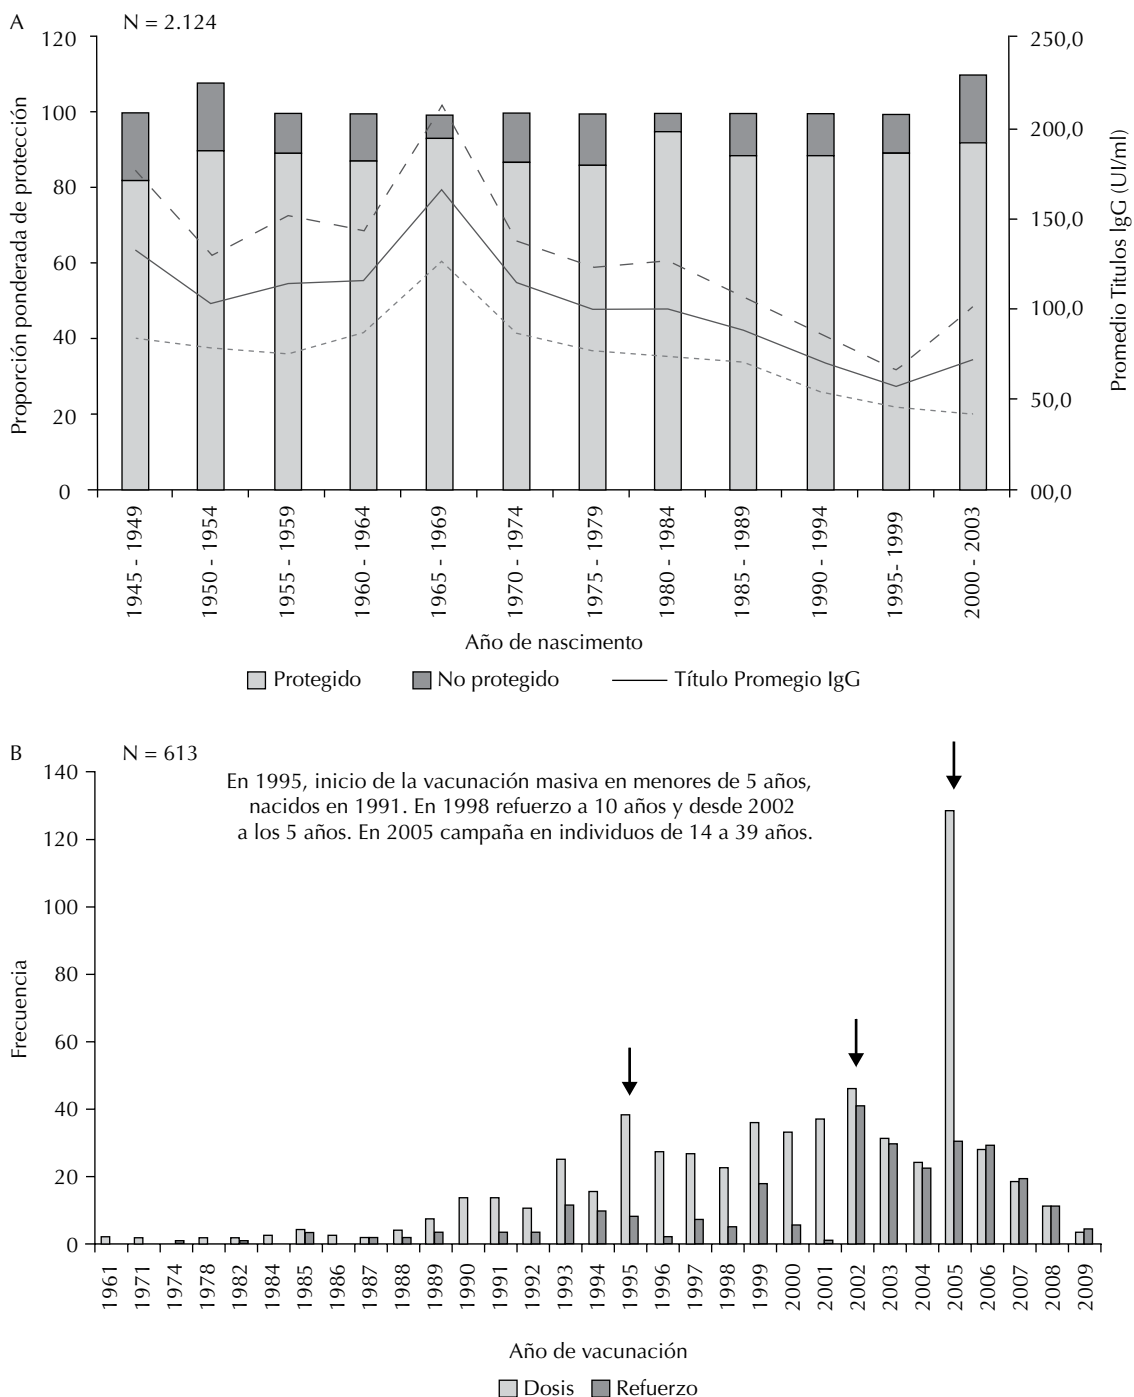 A
N = 2.124
Proporción ponderada de protección
120
100
80
60
40
20
0
250,0
200,0
150,0
100,0
50,0
00,0
Promedio Titulos IgG (UI/ml)
1945 - 1949
1950 - 1954
1955 - 1959
1960 - 1964
1965 - 1969
1970 - 1974
1975 - 1979
1980 - 1984
1985 - 1989
1990 - 1994
1995- 1999
2000 - 2003
Año de nascimento
Protegido No protegido Título Promegio IgG
B
N = 613
En 1995, inicio de la vacunación masiva en menores de 5 años,
nacidos en 1991. En 1998 refuerzo a 10 años y desde 2002
a los 5 años. En 2005 campaña en individuos de 14 a 39 años.
Frecuencia
140
120
100
80
60
40
20
0
1961
1971
1974
1978
1982
1984
1985
1986
1987
1988
1989
1990
1991
1992
1993
1994
1995
1996
1997
1998
1999
2000
2001
2002
2003
2004
2005
2006
2007
2008
2009
Año de vacunación
Dosis Refuerzo